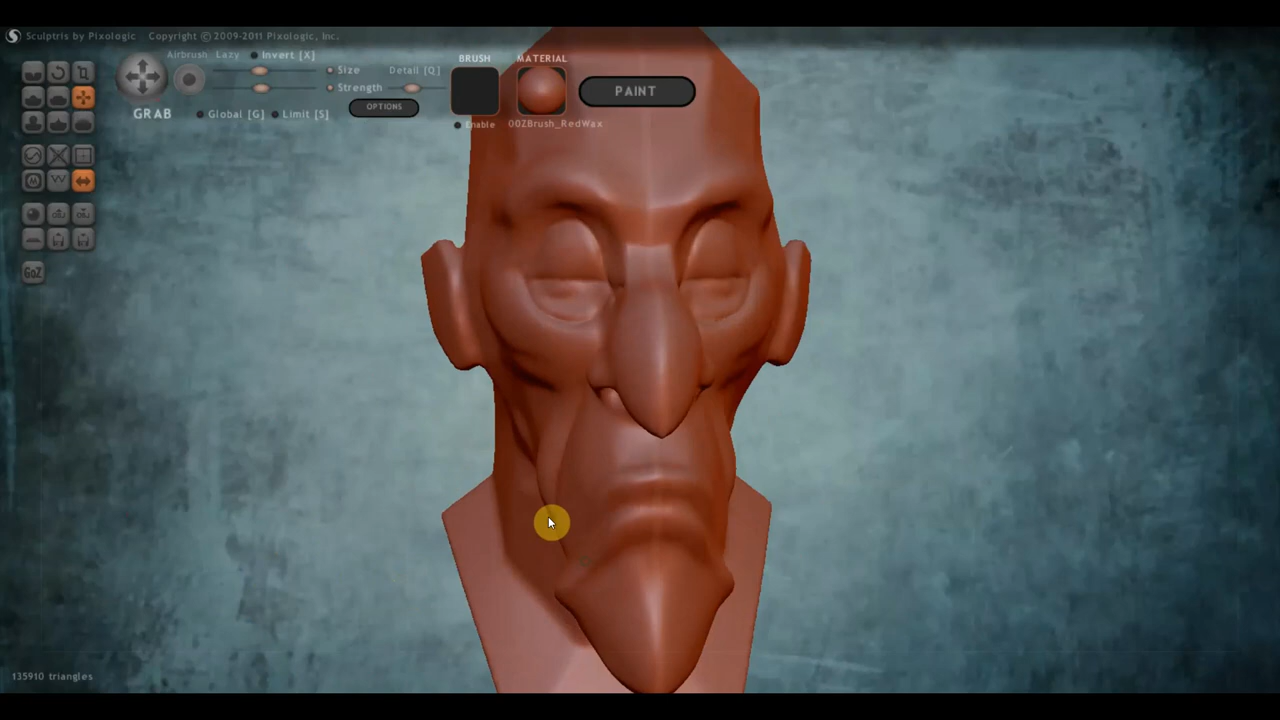 Sculptris by Pixologic Copyright © 2009-2011 Pixologic, Inc.
Airbrush Lazy Invert [X]
Size Detail [Q]
Strength
OPTIONS
GRAB Global [G] Limit [S]
BRUSH MATERIAL
PAINT
Enable 00ZBrush_RedWax
GoZ
135910 triangles